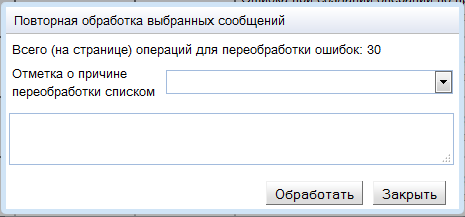 Повторная обработка выбранных сообщений
Всего (на странице) операций для переобработки ошибок: 30
Отметка о причине
переобработки списком
Обработать Закрыть